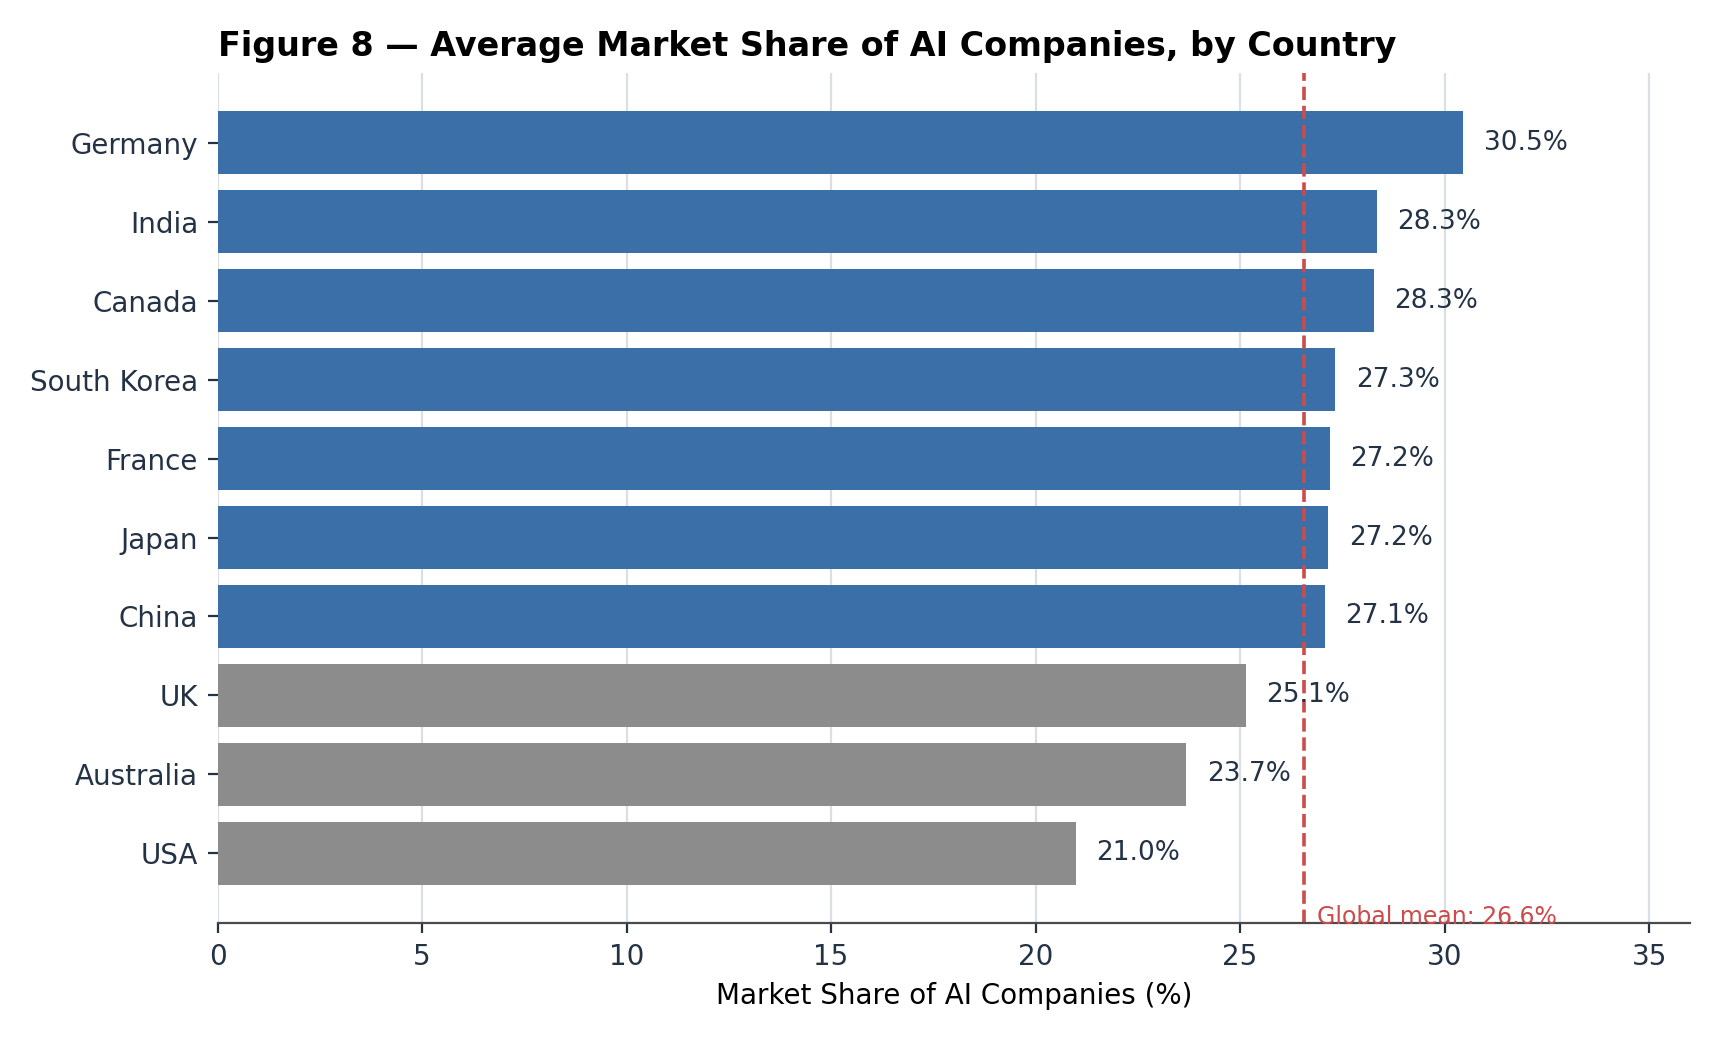 Figure 8 — Average Market Share of AI Companies, by Country
Germany 30.5%
India 28.3%
Canada 28.3%
South Korea 27.3%
France 27.2%
Japan 27.2%
China 27.1%
UK 25.1%
Australia 23.7%
USA 21.0%
Global mean: 26.6%
0 5 10 15 20 25 30 35
Market Share of AI Companies (%)